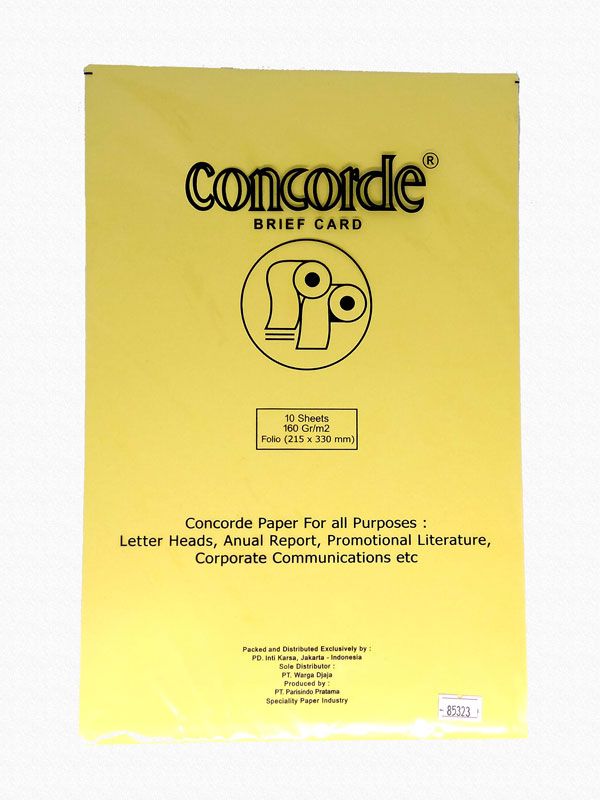 Concorde ®
BRIEF CARD
10 Sheets
160 Gr/m2
Folio (215 x 330 mm)
Concorde Paper For all Purposes :
Letter Heads, Anual Report, Promotional Literature,
Corporate Communications etc
Packed and Distributed Exclusively by :
PD. Inti Karsa, Jakarta - Indonesia
Sole Distributor :
PT. Warga Djaja
Produced by :
PT. Parisindo Pratama
Speciality Paper Industry
85323